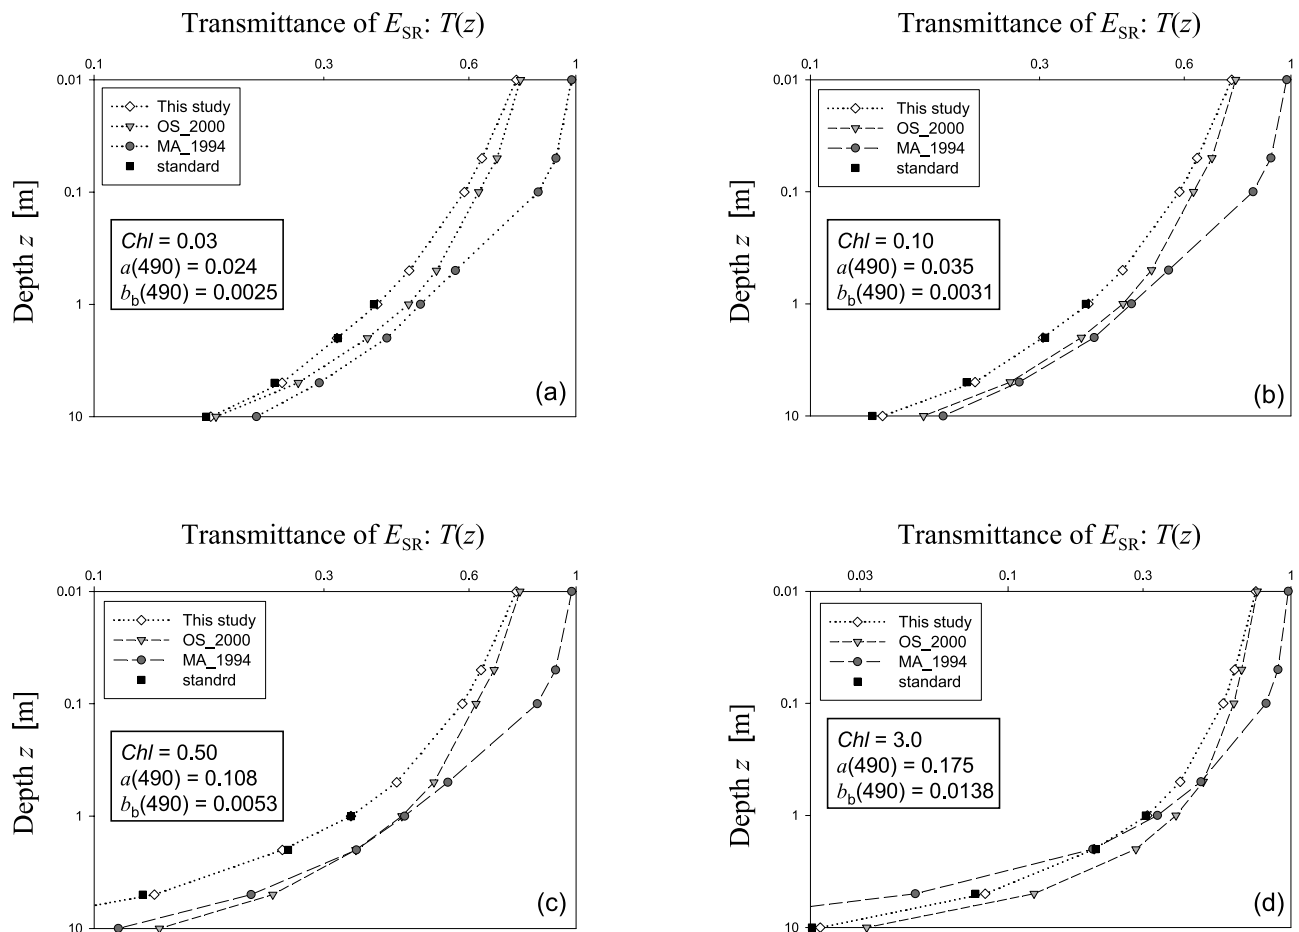 Transmittance of E_SR: T(z)
0.1 0.3 0.6 1
0.01
0.1
1
10
Depth z [m]
This study
OS_2000
MA_1994
standard
Chl = 0.03
a(490) = 0.024
b_b(490) = 0.0025
(a)
Transmittance of E_SR: T(z)
0.1 0.3 0.6 1
0.01
0.1
1
10
Depth z [m]
This study
OS_2000
MA_1994
standard
Chl = 0.10
a(490) = 0.035
b_b(490) = 0.0031
(b)
Transmittance of E_SR: T(z)
0.1 0.3 0.6 1
0.01
0.1
1
10
Depth z [m]
This study
OS_2000
MA_1994
standrd
Chl = 0.50
a(490) = 0.108
b_b(490) = 0.0053
(c)
Transmittance of E_SR: T(z)
0.03 0.1 0.3 1
0.01
0.1
1
10
Depth z [m]
This study
OS_2000
MA_1994
standard
Chl = 3.0
a(490) = 0.175
b_b(490) = 0.0138
(d)